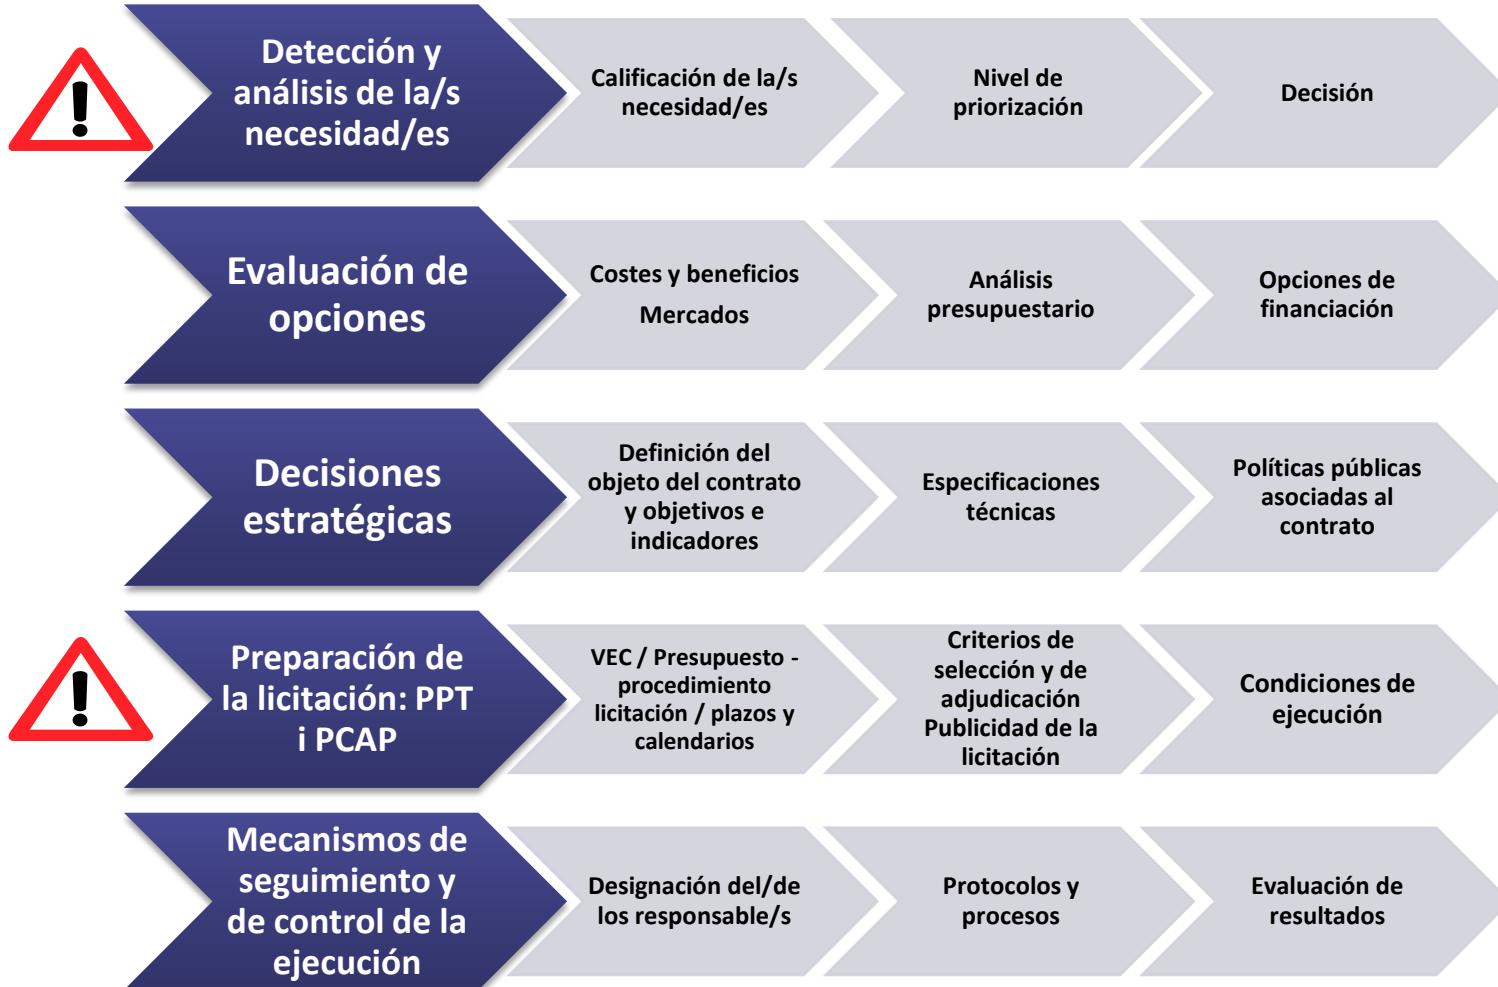 Detección y
análisis de la/s
necesidad/es
Calificación de la/s
necesidad/es
Nivel de
priorización
Decisión
Evaluación de
opciones
Costes y beneficios
Mercados
Análisis
presupuestario
Opciones de
financiación
Decisiones
estratégicas
Definición del
objeto del contrato
y objetivos e
indicadores
Especificaciones
técnicas
Políticas públicas
asociadas al
contrato
Preparación de
la licitación: PPT
i PCAP
VEC / Presupuesto -
procedimiento
licitación / plazos y
calendarios
Criterios de
selección y de
adjudicación
Publicidad de la
licitación
Condiciones de
ejecución
Mecanismos de
seguimiento y
de control de la
ejecución
Designación del/de
los responsable/s
Protocolos y
procesos
Evaluación de
resultados